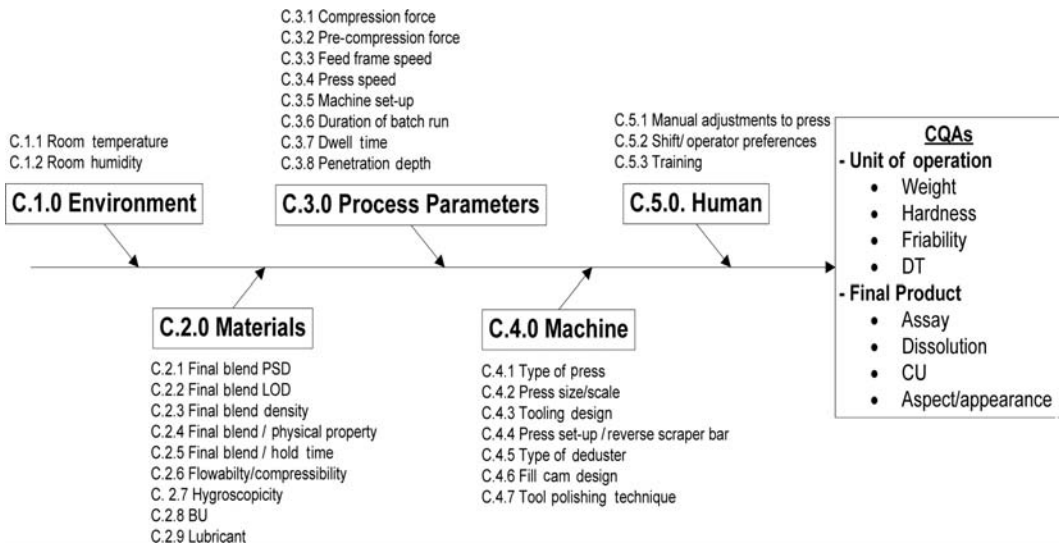 C.1.1 Room temperature
C.1.2 Room humidity
C.1.0 Environment
C.3.1 Compression force
C.3.2 Pre-compression force
C.3.3 Feed frame speed
C.3.4 Press speed
C.3.5 Machine set-up
C.3.6 Duration of batch run
C.3.7 Dwell time
C.3.8 Penetration depth
C.3.0 Process Parameters
C.5.1 Manual adjustments to press
C.5.2 Shift/ operator preferences
C.5.3 Training
C.5.0. Human
C.2.0 Materials
C.2.1 Final blend PSD
C.2.2 Final blend LOD
C.2.3 Final blend density
C.2.4 Final blend / physical property
C.2.5 Final blend / hold time
C.2.6 Flowabilty/compressibility
C. 2.7 Hygroscopicity
C.2.8 BU
C.2.9 Lubricant
C.4.0 Machine
C.4.1 Type of press
C.4.2 Press size/scale
C.4.3 Tooling design
C.4.4 Press set-up / reverse scraper bar
C.4.5 Type of deduster
C.4.6 Fill cam design
C.4.7 Tool polishing technique
CQAs
- Unit of operation
• Weight
• Hardness
• Friability
• DT
- Final Product
• Assay
• Dissolution
• CU
• Aspect/appearance